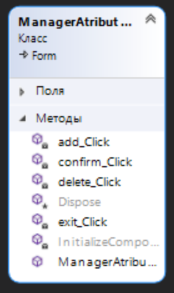 ManagerAtribut ...
Класс
Form
Поля
Методы
add_Click
confirm_Click
delete_Click
Dispose
exit_Click
InitializeCompo...
ManagerAtribu...